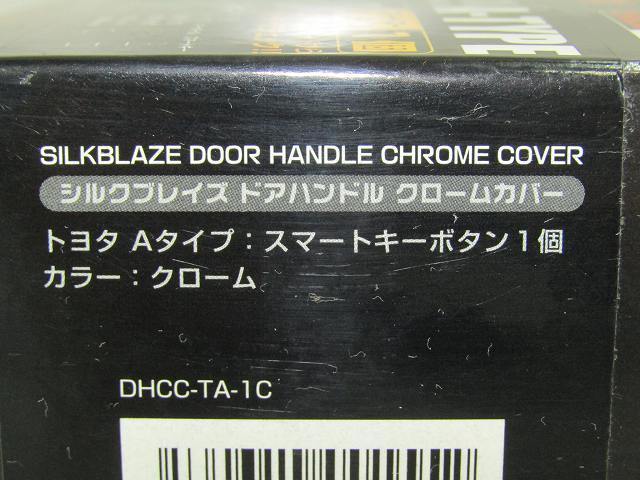 -TYPE
SILKBLAZE DOOR HANDLE CHROME COVER
シルクブレイズ ドアハンドル クロームカバー
トヨタ Aタイプ：スマートキーボタン1個
カラー：クローム
DHCC-TA-1C